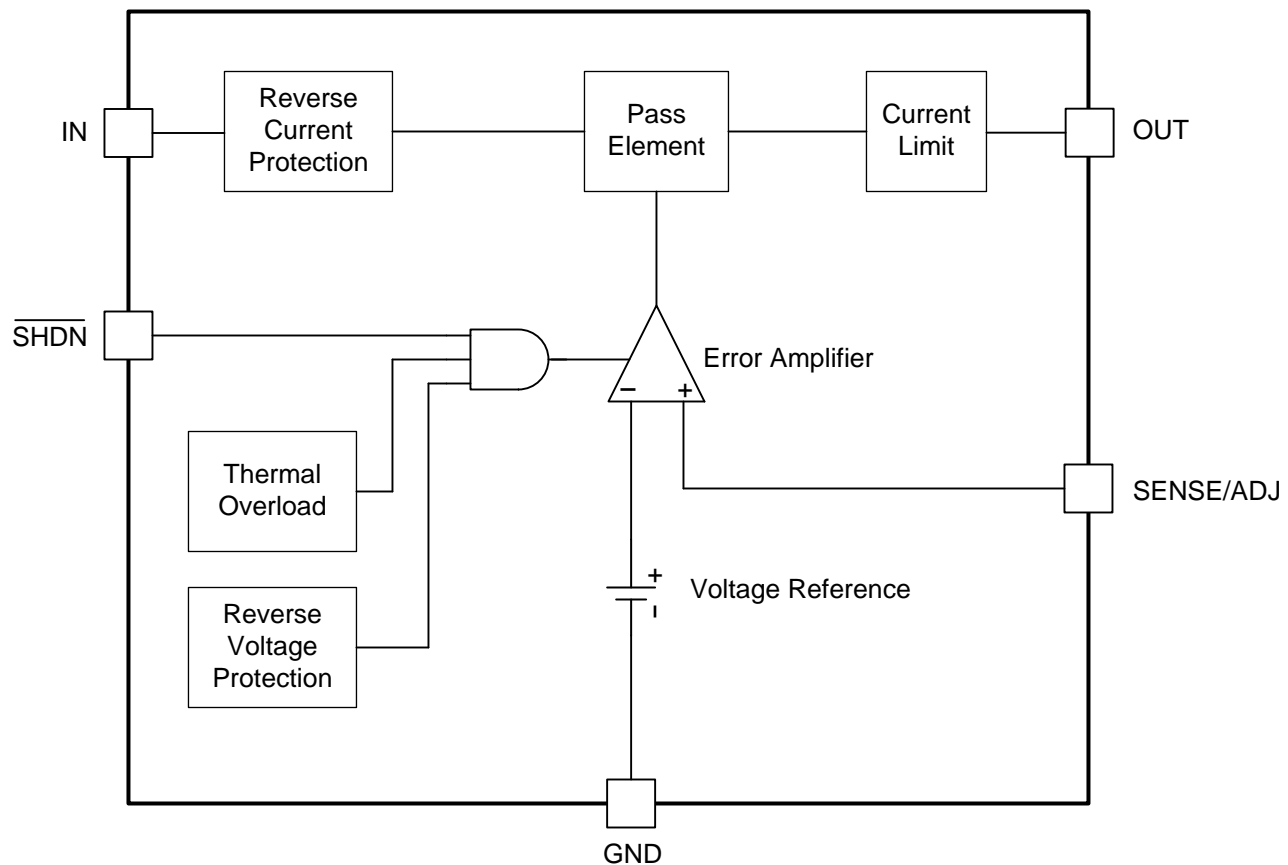 IN
Reverse
Current
Protection
Pass
Element
Current
Limit
OUT
SHDN
Error Amplifier
− +
Thermal
Overload
SENSE/ADJ
+
Voltage Reference
−
Reverse
Voltage
Protection
GND